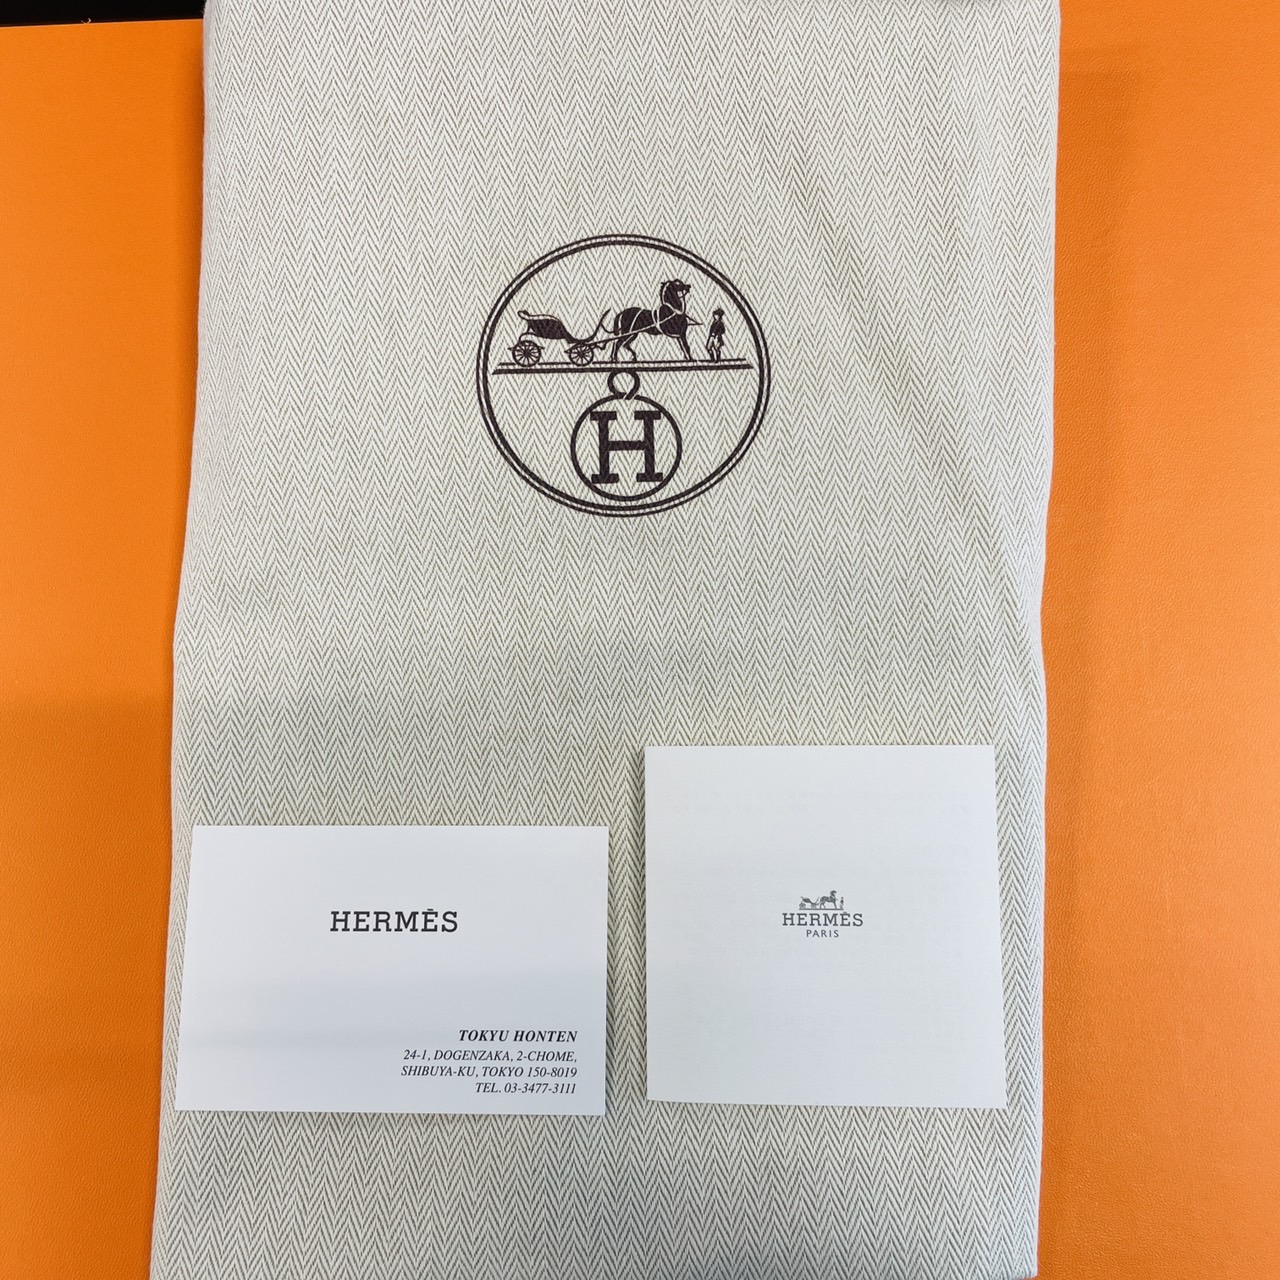 H
HERMÈS
TOKYU HONTEN
24-1, DOGENZAKA, 2-CHOME,
SHIBUYA-KU, TOKYO 150-8019
TEL. 03-3477-3111
HERMÈS
PARIS